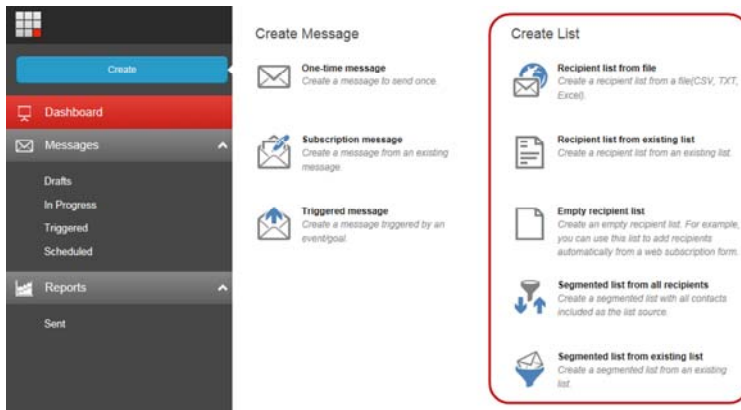 Create
Dashboard
Messages
Drafts
In Progress
Triggered
Scheduled
Reports
Sent
Create Message
One-time message
Create a message to send once.
Subscription message
Create a message from an existing
message.
Triggered message
Create a message triggered by an
event/goal.
Create List
Recipient list from file
Create a recipient list from a file(CSV, TXT,
Excel).
Recipient list from existing list
Create a recipient list from an existing list.
Empty recipient list
Create an empty recipient list. For example,
you can use this list to add recipients
automatically from a web subscription form.
Segmented list from all recipients
Create a segmented list with all contacts
included as the list source.
Segmented list from existing list
Create a segmented list from an existing
list.